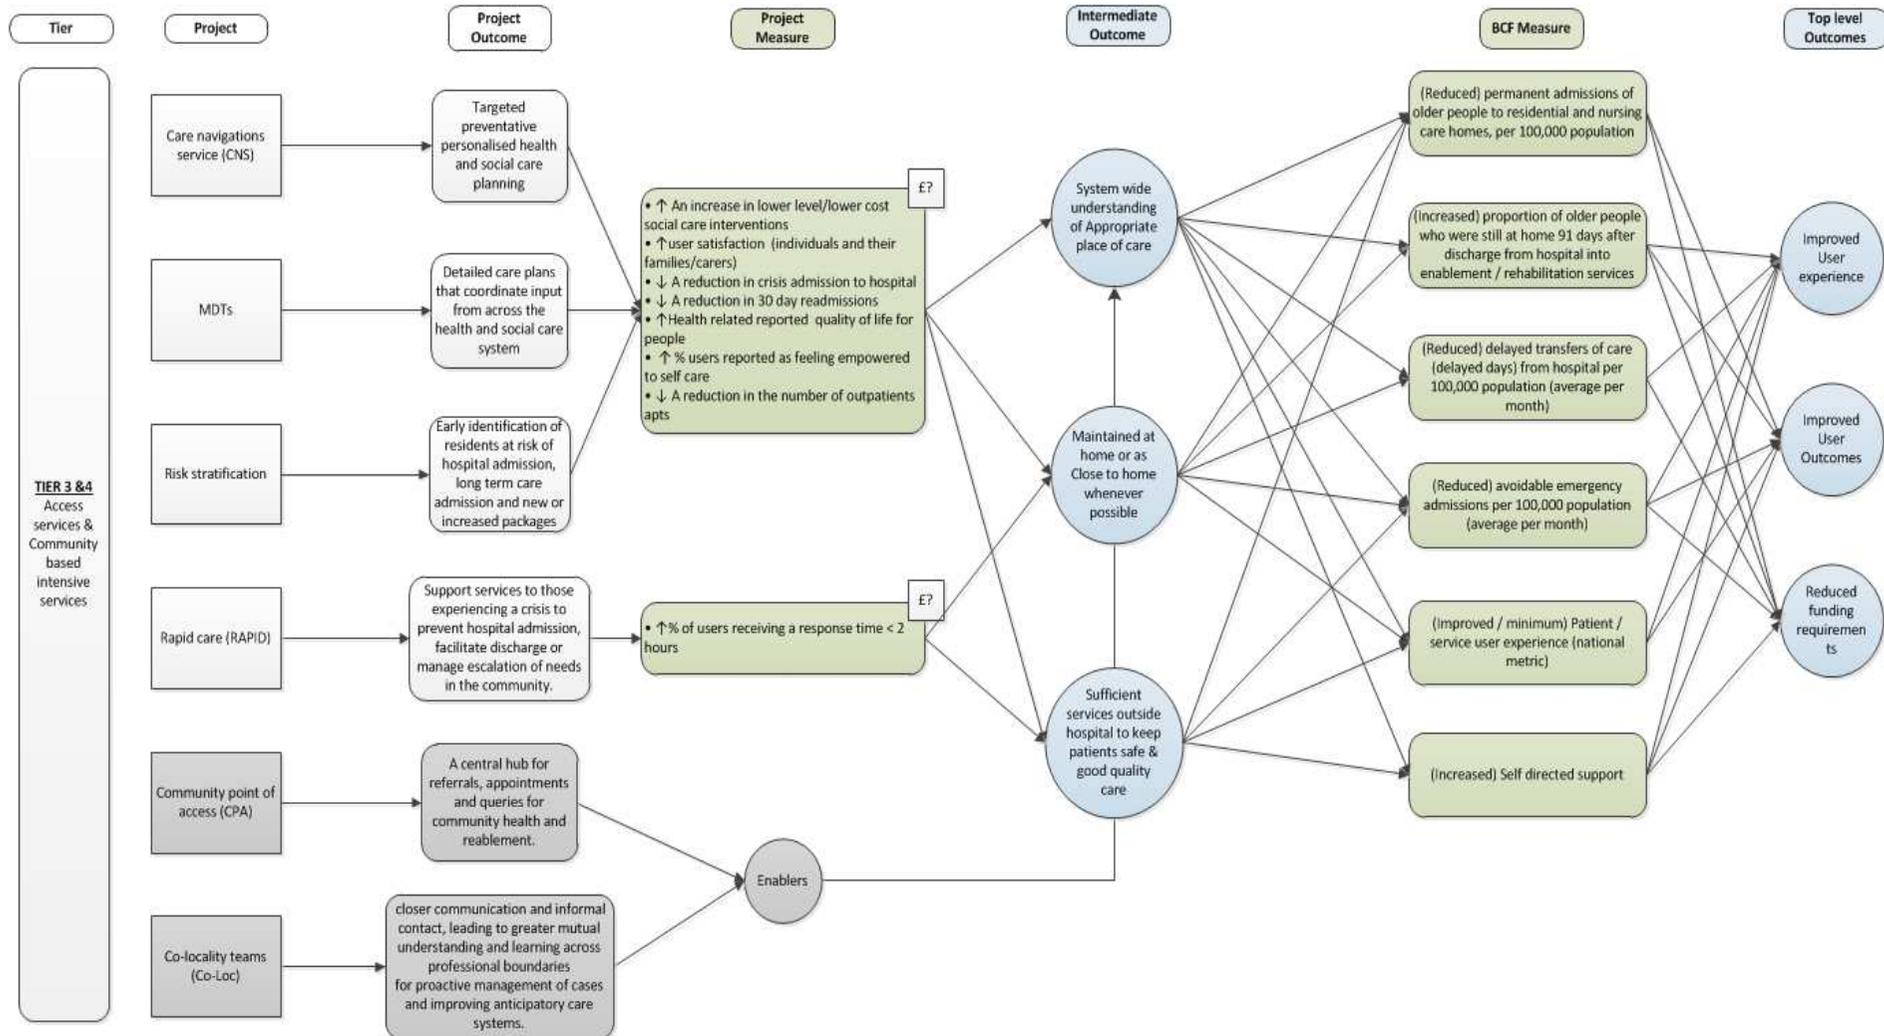 Tier
Project
Project
Outcome
Project
Measure
Intermediate
Outcome
BCF Measure
Top level
Outcomes
TIER 3 &4
Access
services &
Community
based
intensive
services
Care navigations
service (CNS)
Targeted
preventative
personalised health
and social care
planning
MDTs
Detailed care plans
that coordinate input
from across the
health and social care
system
Risk stratification
Early identification of
residents at risk of
hospital admission,
long term care
admission and new or
increased packages
Rapid care (RAPID)
Support services to those
experiencing a crisis to
prevent hospital admission,
facilitate discharge or
manage escalation of needs
in the community.
Community point of
access (CPA)
A central hub for
referrals, appointments
and queries for
community health and
reablement.
Co-locality teams
(Co-Loc)
closer communication and informal
contact, leading to greater mutual
understanding and learning across
professional boundaries
for proactive management of cases
and improving anticipatory care
systems.
£?
• ↑ An increase in lower level/lower cost
social care interventions
• ↑user satisfaction (individuals and their
families/carers)
• ↓ A reduction in crisis admission to hospital
• ↓ A reduction in 30 day readmissions
• ↑Health related reported quality of life for
people
• ↑ % users reported as feeling empowered
to self care
• ↓ A reduction in the number of outpatients
apts
£?
• ↑% of users receiving a response time < 2
hours
Enablers
System wide
understanding
of Appropriate
place of care
Maintained at
home or as
Close to home
whenever
possible
Sufficient
services outside
hospital to keep
patients safe &
good quality
care
(Reduced) permanent admissions of
older people to residential and nursing
care homes, per 100,000 population
(Increased) proportion of older people
who were still at home 91 days after
discharge from hospital into
enablement / rehabilitation services
(Reduced) delayed transfers of care
(delayed days) from hospital per
100,000 population (average per
month)
(Reduced) avoidable emergency
admissions per 100,000 population
(average per month)
(Improved / minimum) Patient /
service user experience (national
metric)
(Increased) Self directed support
Improved
User
experience
Improved
User
Outcomes
Reduced
funding
requiremen
ts